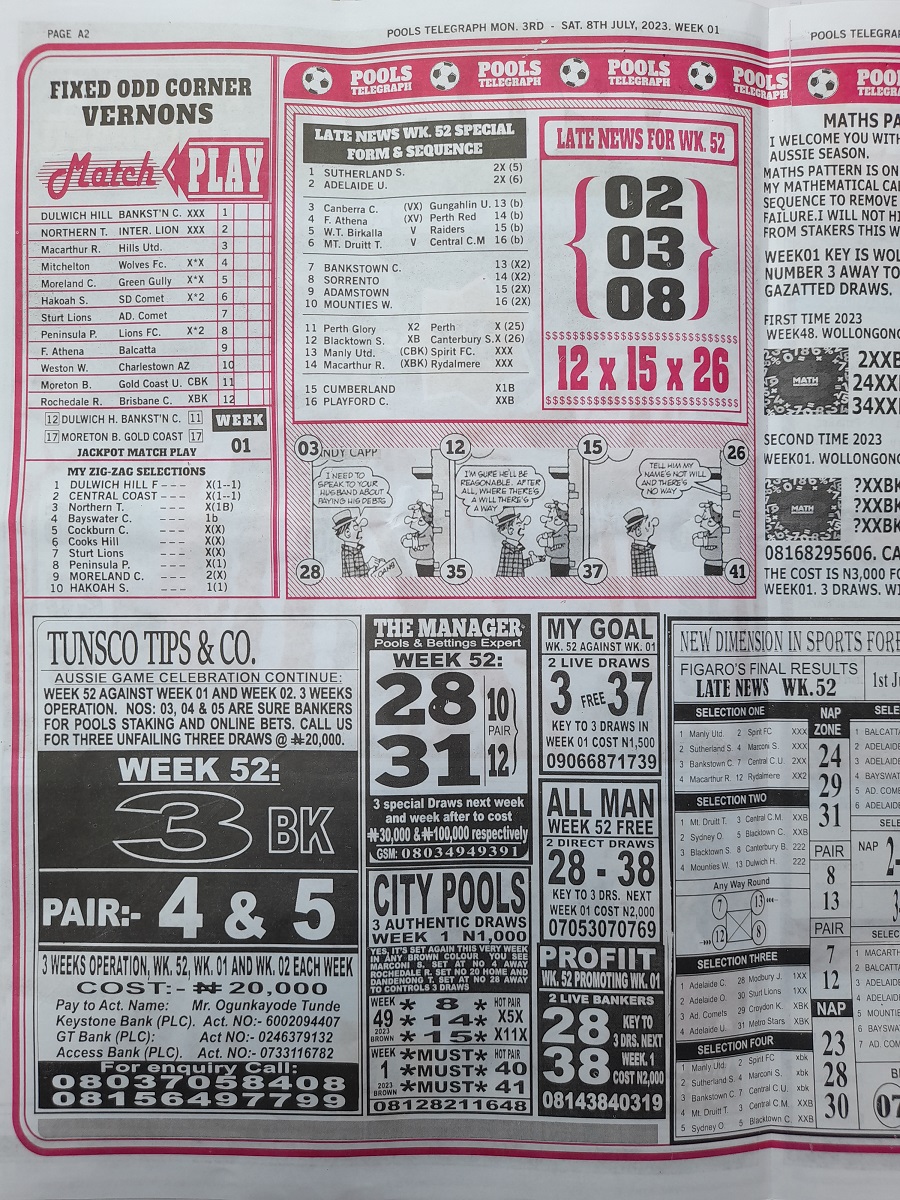 PAGE A2
POOLS TELEGRAPH MON. 3RD - SAT. 8TH JULY, 2023. WEEK 01
FIXED ODD CORNER
VERNONS
Match PLAY
DULWICH HILL BANKST'N C. XXX 1
NORTHERN T. INTER. LION XXX 2
Macarthur R. Hills Utd. 3
Mitchelton Wolves Fc. X*X 4
Moreland C. Green Gully X*X 5
Hakoah S. SD Comet X*2 6
Sturt Lions AD. Comet 7
Peninsula P. Lions FC. X*2 8
F. Athena Balcatta 9
Weston W. Charlestown AZ 10
Moreton B. Gold Coast U. CBK 11
Rochedale R. Brisbane C. XBK 12
12 DULWICH H. BANKST'N C. 11 WEEK
17 MORETON B. GOLD COAST 17 01
JACKPOT MATCH PLAY
MY ZIG-ZAG SELECTIONS
1 DULWICH HILL F - - - X(1--1)
2 CENTRAL COAST - - - X(1--1)
3 Northern T. - - - X(1B)
4 Bayswater C. - - - 1b
5 Cockburn C. - - - X(X)
6 Cooks Hill - - - X(X)
7 Sturt Lions - - - X(X)
8 Peninsula P. - - - X(1)
9 MORELAND C. - - - 2(X)
10 HAKOAH S. - - - 1(1)
POOLS TELEGRAPH POOLS TELEGRAPH POOLS TELEGRAPH POOLS TELEGRAPH
LATE NEWS WK. 52 SPECIAL
FORM & SEQUENCE
1 SUTHERLAND S. 2X (5)
2 ADELAIDE U. 2X (6)
3 Canberra C. (VX) Gungahlin U. 13 (b)
4 F. Athena (XV) Perth Red 14 (b)
5 W.T. Birkalla V Raiders 15 (b)
6 MT. Druitt T. V Central C.M 16 (b)
7 BANKSTOWN C. 13 (X2)
8 SORRENTO 14 (X2)
9 ADAMSTOWN 15 (2X)
10 MOUNTIES W. 16 (2X)
11 Perth Glory X2 Perth X (25)
12 Blacktown S. XB Canterbury S.X (26)
13 Manly Utd. (CBK) Spirit FC. XXX
14 Macarthur R. (XBK) Rydalmere XXX
15 CUMBERLAND X1B
16 PLAYFORD C. XXB
LATE NEWS FOR WK. 52
02
03
08
12 x 15 x 26
03 12 15 26
NDY CAPP
I NEED TO SPEAK TO YOUR HUSBAND ABOUT PAYING HIS DEBTS
I'M SURE HE'LL BE REASONABLE. AFTER ALL, WHERE THERE'S A WILL THERE'S A WAY
TELL HIM MY NAME'S NOT WILL AND THERE'S NO WAY
28 35 37 41
POOLS TELEGRA
POO
TELEGRA
MATHS PA
I WELCOME YOU WITH
AUSSIE SEASON.
MATHS PATTERN IS ON
MY MATHEMATICAL CAL
SEQUENCE TO REMOVE
FAILURE.I WILL NOT HI
FROM STAKERS THIS W
WEEK01 KEY IS WOL
NUMBER 3 AWAY TO
GAZATTED DRAWS.
FIRST TIME 2023
WEEK48. WOLLONGONG
MATH
2XXB
24XX
34XX
SECOND TIME 2023
WEEK01. WOLLONGONG
MATH
?XXBK
?XXBK
?XXBK
08168295606. CA
THE COST IS N3,000 FO
WEEK01. 3 DRAWS. WI
TUNSCO TIPS & CO.
AUSSIE GAME CELEBRATION CONTINUE:
WEEK 52 AGAINST WEEK 01 AND WEEK 02. 3 WEEKS
OPERATION. NOS: 03, 04 & 05 ARE SURE BANKERS
FOR POOLS STAKING AND ONLINE BETS. CALL US
FOR THREE UNFAILING THREE DRAWS @ ₦20,000.
WEEK 52:
3 BK
PAIR:- 4 & 5
3 WEEKS OPERATION, WK. 52, WK. 01 AND WK. 02 EACH WEEK
COST:- ₦ 20,000
Pay to Act. Name: Mr. Ogunkayode Tunde
Keystone Bank (PLC). Act. NO:- 6002094407
GT Bank (PLC): Act NO:- 0246379132
Access Bank (PLC). Act. NO:- 0733116782
For enquiry Call:
08037058408
08156497799
THE MANAGER
Pools & Bettings Expert
WEEK 52:
28 10
PAIR
31 12
3 special Draws next week
and week after to cost
₦30,000 & ₦100,000 respectively
GSM: 08034949391
CITY POOLS
3 AUTHENTIC DRAWS
WEEK 1 N1,000
YES, IT'S SET AGAIN THIS VERY WEEK
IN ANY BROWN COLOUR YOU SEE
MARCONI S. SET NO 4 AWAY
ROCHEDALE R. SET NO 20 HOME AND
DANDENONG T. SET NO 28 AWAY
TO CONTROLS 3 DRAWS
WEEK * 8 * HOT PAIR
49 * 14 * X5X
2023 BROWN * 15 * X11X
WEEK *MUST* HOT PAIR
1 *MUST* 40
2023 BROWN *MUST* 41
08128211648
MY GOAL
WK. 52 AGAINST WK. 01
2 LIVE DRAWS
3 FREE 37
KEY TO 3 DRAWS IN
WEEK 01 COST N1,500
09066871739
ALL MAN
WEEK 52 FREE
2 DIRECT DRAWS
28 - 38
KEY TO 3 DRS. NEXT
WEEK 01 COST N2,000
07053070769
PROFIIT
WK. 52 PROMOTING WK. 01
2 LIVE BANKERS
28 KEY TO
3 DRS. NEXT
38 WEEK. 1
COST N2,000
08143840319
NEW DIMENSION IN SPORTS FORE
FIGARO'S FINAL RESULTS
LATE NEWS WK.52
1st Ju
SELECTION ONE
1 Manly Utd. 2 Spirit FC XXX
2 Sutherland S. 4 Marconi S. XXX
3 Bankstown C. 7 Central C.U. 2XX
4 Macarthur R. 12 Rydalmere XX2
SELECTION TWO
1 Mt. Druitt T. 3 Central C.M. XXB
2 Sydney O. 5 Blacktown C. XXB
3 Blacktown S. 8 Canterbury B. 222
4 Mounties W. 13 Dulwich H. 222
Any Way Round
7 13
12 8
SELECTION THREE
1 Adelaide C. 28 Modbury J. 1XX
2 Adelaide O. 30 Sturt Lions 1XX
3 Ad. Comets 29 Croydon K. XBK
4 Adelaide U. 31 Metro Stars XBK
SELECTION FOUR
1 Manly Utd. 2 Spirit FC xbk
2 Sutherland S. 4 Marconi S. xbk
3 Bankstown C. 7 Central C.U. xbk
4 Mt. Druitt T. 3 Central C.M. XXB
5 Sydney O. 5 Blacktown C. XXB
NAP
ZONE
24
29
31
PAIR
8
13
PAIR
7
12
NAP
23
28
30
SELE
1 BALCATTA
2 ADELAIDE
3 ADELAIDE
4 BAYSWAT
5 AD. COME
6 ADELAIDE
SELE
NAP 2-
SELEC
1 MACARTH
2 BALCATTA
3 ADELAIDE
4 ADELAIDE
5 MOUNTIE
6 BAYSWA
7 AD. COM
07